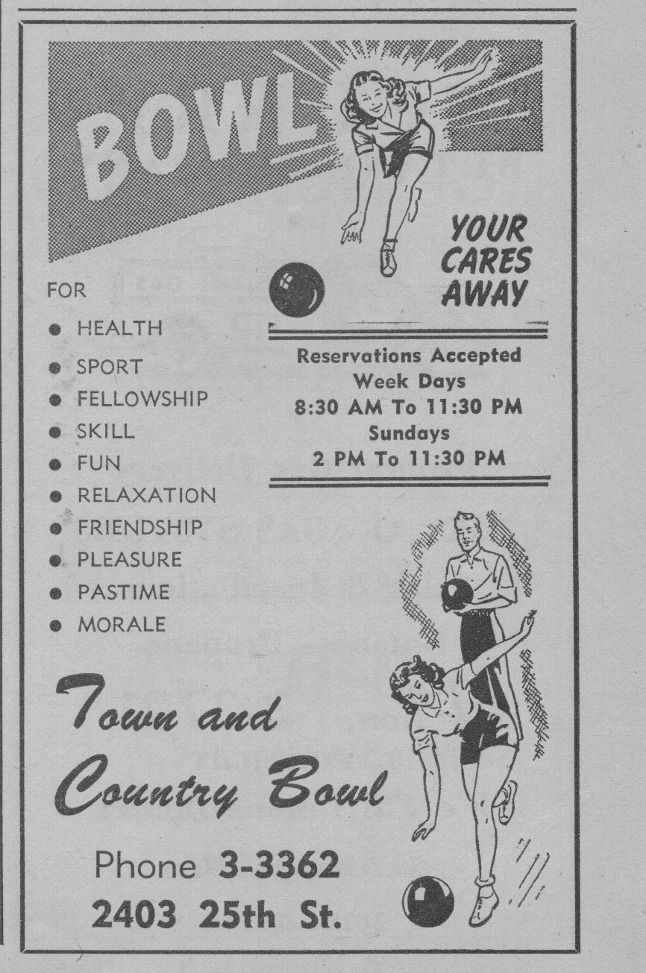 BOWL
YOUR
CARES
AWAY
FOR
• HEALTH
• SPORT
• FELLOWSHIP
• SKILL
• FUN
• RELAXATION
• FRIENDSHIP
• PLEASURE
• PASTIME
• MORALE
Reservations Accepted
Week Days
8:30 AM To 11:30 PM
Sundays
2 PM To 11:30 PM
Town and
Country Bowl
Phone 3-3362
2403 25th St.